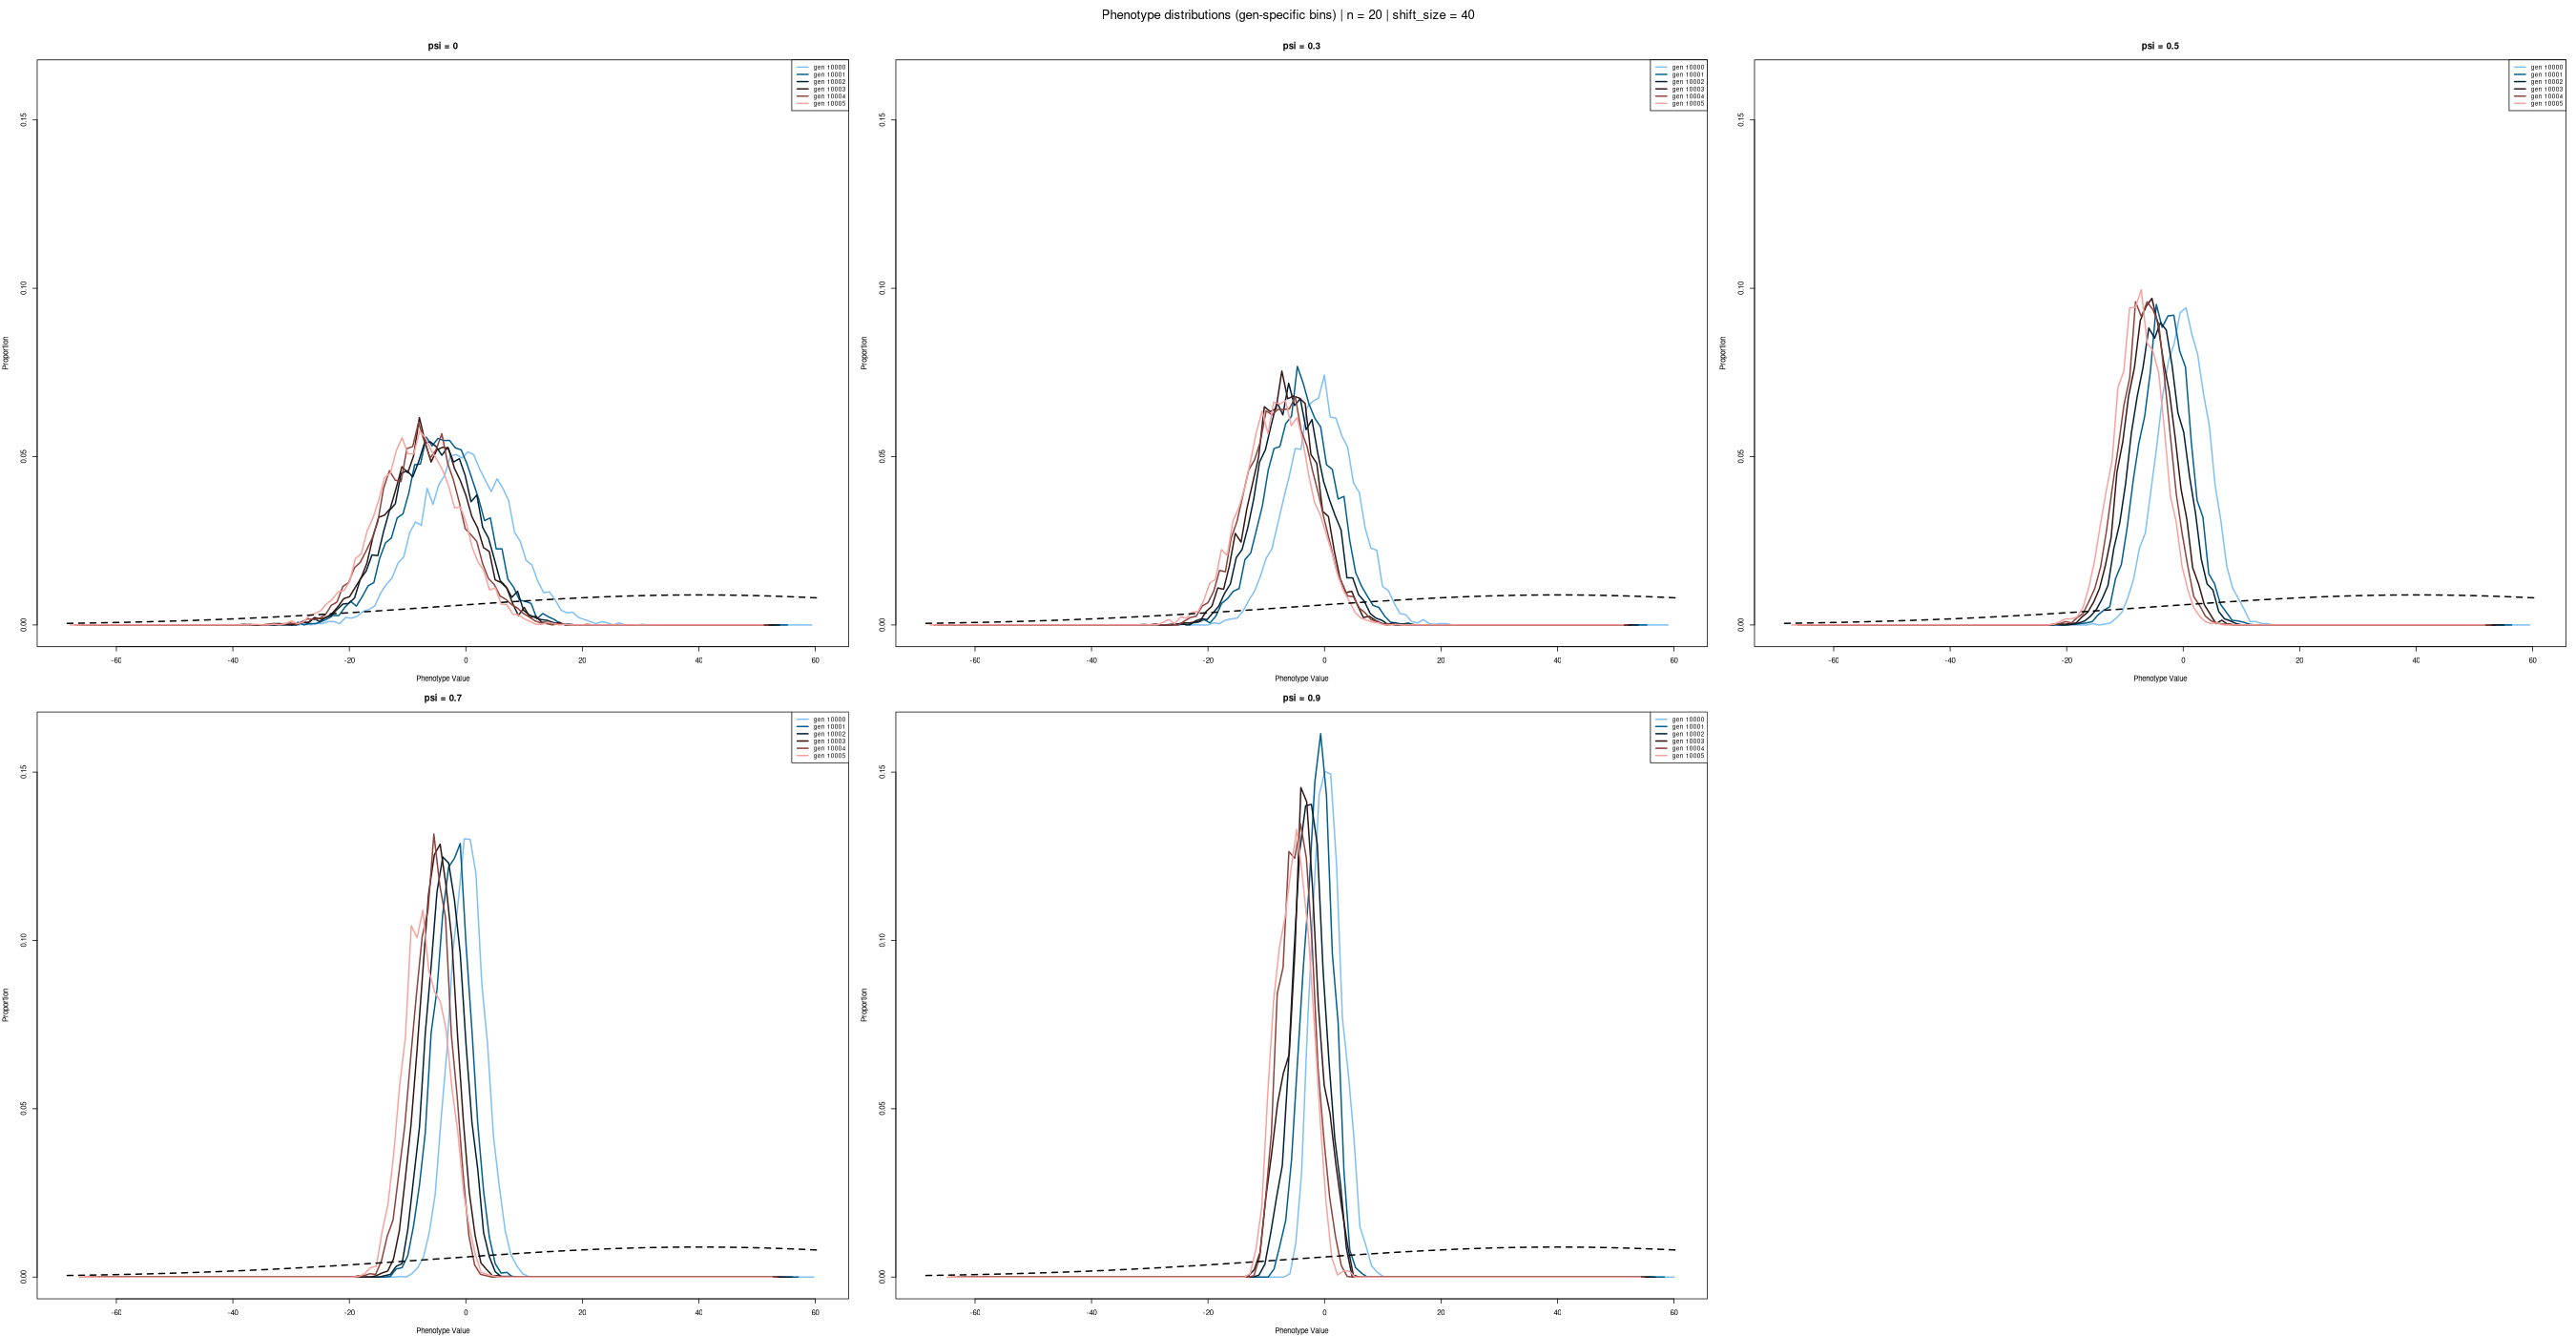 Phenotype distributions (gen-specific bins) | n = 20 | shift_size = 40
psi = 0
gen 10000
gen 10001
gen 10002
gen 10003
gen 10004
gen 10005
0.15
0.10
0.05
0.00
Proportion
-60 -40 -20 0 20 40 60
Phenotype Value
psi = 0.3
gen 10000
gen 10001
gen 10002
gen 10003
gen 10004
gen 10005
0.15
0.10
0.05
0.00
Proportion
-60 -40 -20 0 20 40 60
Phenotype Value
psi = 0.5
gen 10000
gen 10001
gen 10002
gen 10003
gen 10004
gen 10005
0.15
0.10
0.05
0.00
Proportion
-60 -40 -20 0 20 40 60
Phenotype Value
psi = 0.7
gen 10000
gen 10001
gen 10002
gen 10003
gen 10004
gen 10005
0.15
0.10
0.05
0.00
Proportion
-60 -40 -20 0 20 40 60
Phenotype Value
psi = 0.9
gen 10000
gen 10001
gen 10002
gen 10003
gen 10004
gen 10005
0.15
0.10
0.05
0.00
Proportion
-60 -40 -20 0 20 40 60
Phenotype Value